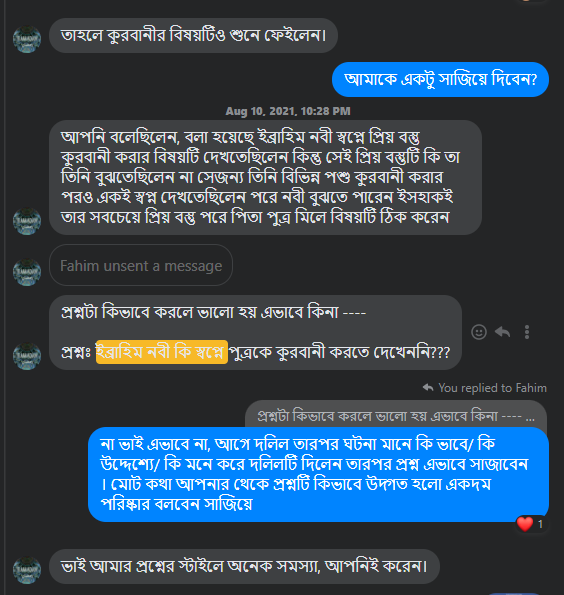 তাহলে কুরবানীর বিষয়টিও শুনে ফেইলেন।
আমাকে একটু সাজিয়ে দিবেন?
Aug 10, 2021, 10:28 PM
আপনি বলেছিলেন, বলা হয়েছে ইব্রাহিম নবী স্বপ্নে প্রিয় বস্তু
কুরবানী করার বিষয়টি দেখতেছিলেন কিন্তু সেই প্রিয় বস্তুটি কি তা
তিনি বুঝতেছিলেন না সেজন্য তিনি বিভিন্ন পশু কুরবানী করার
পরও একই স্বপ্ন দেখতেছিলেন পরে নবী বুঝতে পারেন ইসহাকই
তার সবচেয়ে প্রিয় বস্তু পরে পিতা পুত্র মিলে বিষয়টি ঠিক করেন
Fahim unsent a message
প্রশ্নটা কিভাবে করলে ভালো হয় এভাবে কিনা ----
প্রশ্নঃ ইব্রাহিম নবী কি স্বপ্নে পুত্রকে কুরবানী করতে দেখেননি???
You replied to Fahim
প্রশ্নটা কিভাবে করলে ভালো হয় এভাবে কিনা ---- ...
না ভাই এভাবে না, আগে দলিল তারপর ঘটনা মানে কি ভাবে/ কি
উদ্দেশ্যে/ কি মনে করে দলিলটি দিলেন তারপর প্রশ্ন এভাবে সাজাবেন
। মোট কথা আপনার থেকে প্রশ্নটি কিভাবে উদগত হলো একদম
পরিষ্কার বলবেন সাজিয়ে
1
ভাই আমার প্রশ্নের স্টাইলে অনেক সমস্যা, আপনিই করেন।